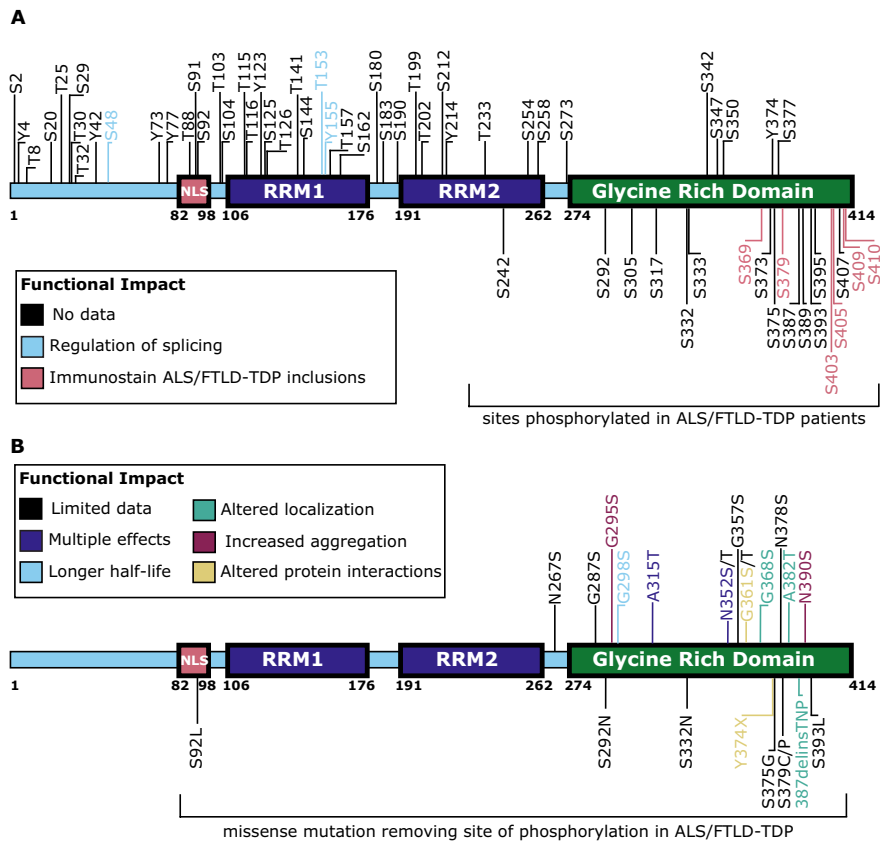 A
S2
Y4
T8
S20
T25
S29
T30
T32
Y42
S48
Y73
Y77
T88
S91
S92
T103
S104
T115
T116
Y123
S125
T126
T141
S144
T153
Y155
T157
S162
S180
S183
S190
T199
T202
S212
Y214
T233
S254
S258
S273
S342
S347
S350
Y374
S377
NLS RRM1 RRM2 Glycine Rich Domain
1 82 98 106 176 191 262 274 414
S242
S292
S305
S317
S332
S333
S369
S373
S375
S379
S387
S389
S393
S395
S403
S405
S407
S409
S410
Functional Impact
No data
Regulation of splicing
Immunostain ALS/FTLD-TDP inclusions
sites phosphorylated in ALS/FTLD-TDP patients
B
Functional Impact
Limited data
Multiple effects
Longer half-life
Altered localization
Increased aggregation
Altered protein interactions
N267S
G287S
G295S
G298S
A315T
N352S/T
G357S
G361S/T
G368S
N378S
A382T
N390S
NLS RRM1 RRM2 Glycine Rich Domain
1 82 98 106 176 191 262 274 414
S92L
S292N
S332N
Y374X
S375G
S379C/P
387delinsTNP
S393L
missense mutation removing site of phosphorylation in ALS/FTLD-TDP